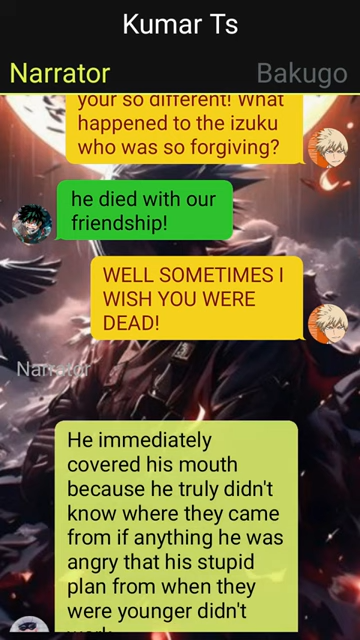 Kumar Ts
Narrator Bakugo
your so different! What
happened to the izuku
who was so forgiving?
he died with our
friendship!
WELL SOMETIMES I
WISH YOU WERE
DEAD!
Narrator
He immediately
covered his mouth
because he truly didn't
know where they came
from if anything he was
angry that his stupid
plan from when they
were younger didn't